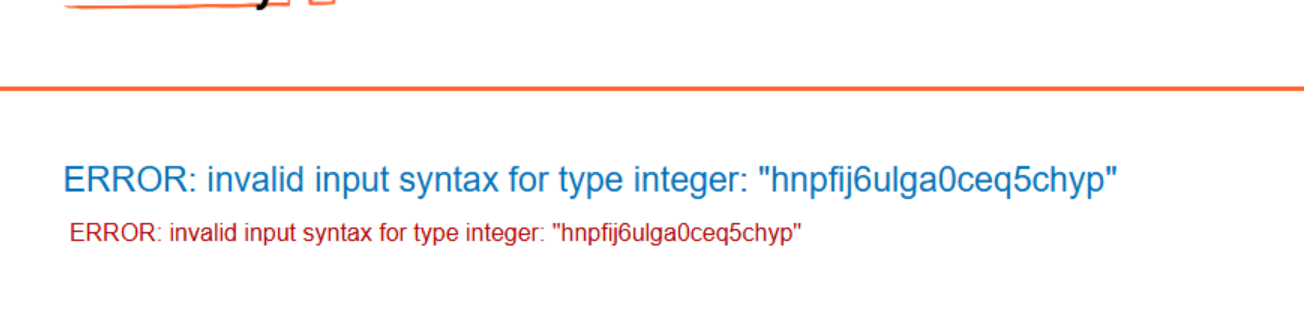 ERROR: invalid input syntax for type integer: "hnpfij6ulga0ceq5chyp"
ERROR: invalid input syntax for type integer: "hnpfij6ulga0ceq5chyp"